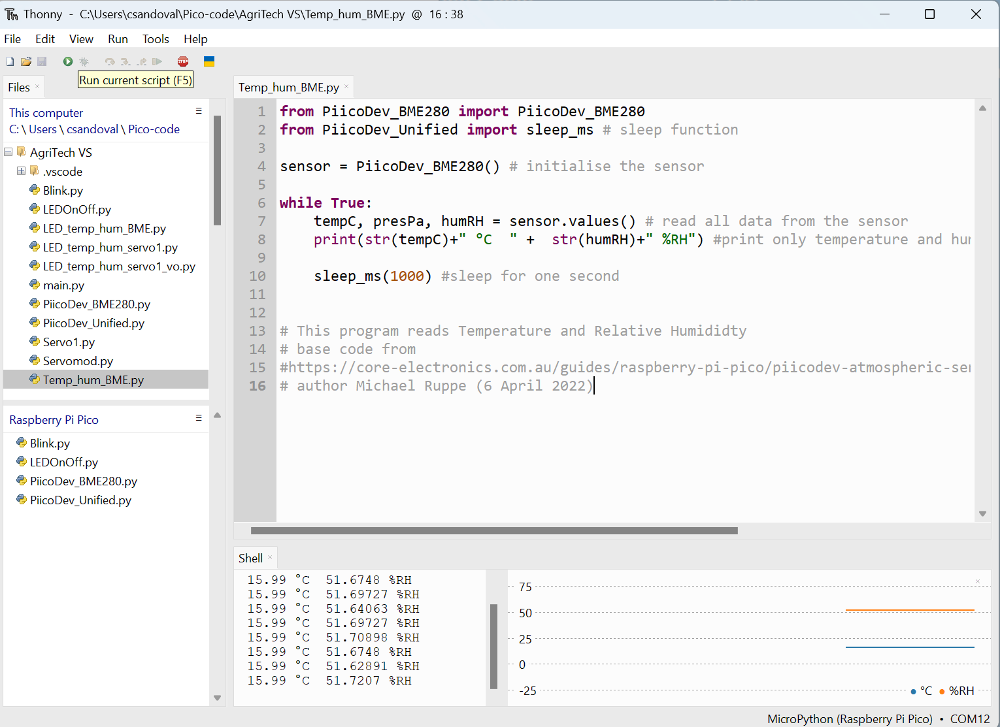 Thonny - C:\Users\csandoval\Pico-code\AgriTech VS\Temp_hum_BME.py @ 16 : 38
File Edit View Run Tools Help
STOP
Run current script (F5)
Files ×
This computer
C: \ Users \ csandoval \ Pico-code
AgriTech VS
.vscode
Blink.py
LEDOnOff.py
LED_temp_hum_BME.py
LED_temp_hum_servo1.py
LED_temp_hum_servo1_vo.py
main.py
PiicoDev_BME280.py
PiicoDev_Unified.py
Servo1.py
Servomod.py
Temp_hum_BME.py
Raspberry Pi Pico
Blink.py
LEDOnOff.py
PiicoDev_BME280.py
PiicoDev_Unified.py
Temp_hum_BME.py ×
1 from PiicoDev_BME280 import PiicoDev_BME280
2 from PiicoDev_Unified import sleep_ms # sleep function
3
4 sensor = PiicoDev_BME280() # initialise the sensor
5
6 while True:
7 tempC, presPa, humRH = sensor.values() # read all data from the sensor
8 print(str(tempC)+" °C  " +  str(humRH)+" %RH") #print only temperature and hu
9
10 sleep_ms(1000) #sleep for one second
11
12
13 # This program reads Temperature and Relative Humididty
14 # base code from
15 #https://core-electronics.com.au/guides/raspberry-pi-pico/piicodev-atmospheric-se
16 # author Michael Ruppe (6 April 2022)
Shell ×
15.99 °C  51.6748 %RH
15.99 °C  51.69727 %RH
15.99 °C  51.64063 %RH
15.99 °C  51.69727 %RH
15.99 °C  51.70898 %RH
15.99 °C  51.6748 %RH
15.99 °C  51.62891 %RH
15.99 °C  51.7207 %RH
75
50
25
0
-25
°C %RH
MicroPython (Raspberry Pi Pico) • COM12